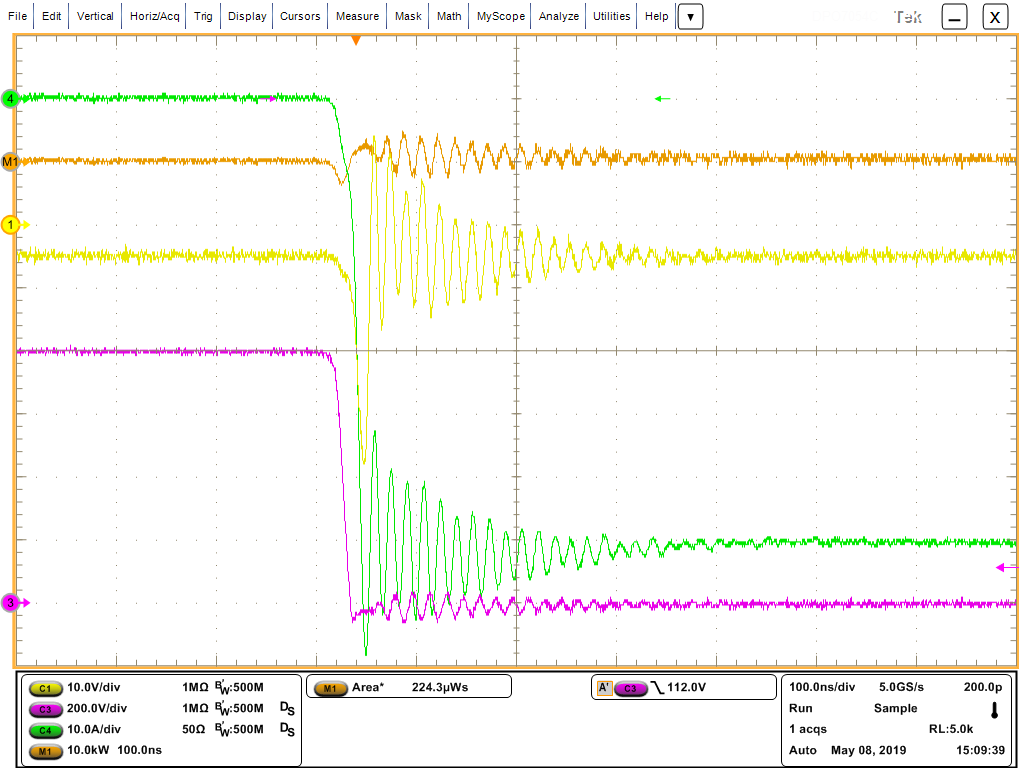 File Edit Vertical Horiz/Acq Trig Display Cursors Measure Mask Math MyScope Analyze Utilities Help ▼ Tek X
4
M1
1
3
C1 10.0V/div 1MΩ BW:500M
C3 200.0V/div 1MΩ BW:500M DS
C4 10.0A/div 50Ω BW:500M DS
M1 10.0kW 100.0ns
M1 Area* 224.3µWs
A' C3 112.0V
100.0ns/div 5.0GS/s 200.0p
Run Sample
1 acqs RL:5.0k
Auto May 08, 2019 15:09:39